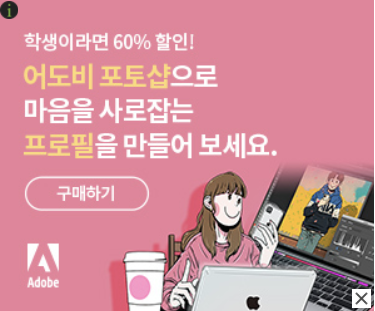 학생이라면 60% 할인!
어도비 포토샵으로
마음을 사로잡는
프로필을 만들어 보세요.
구매하기
Adobe